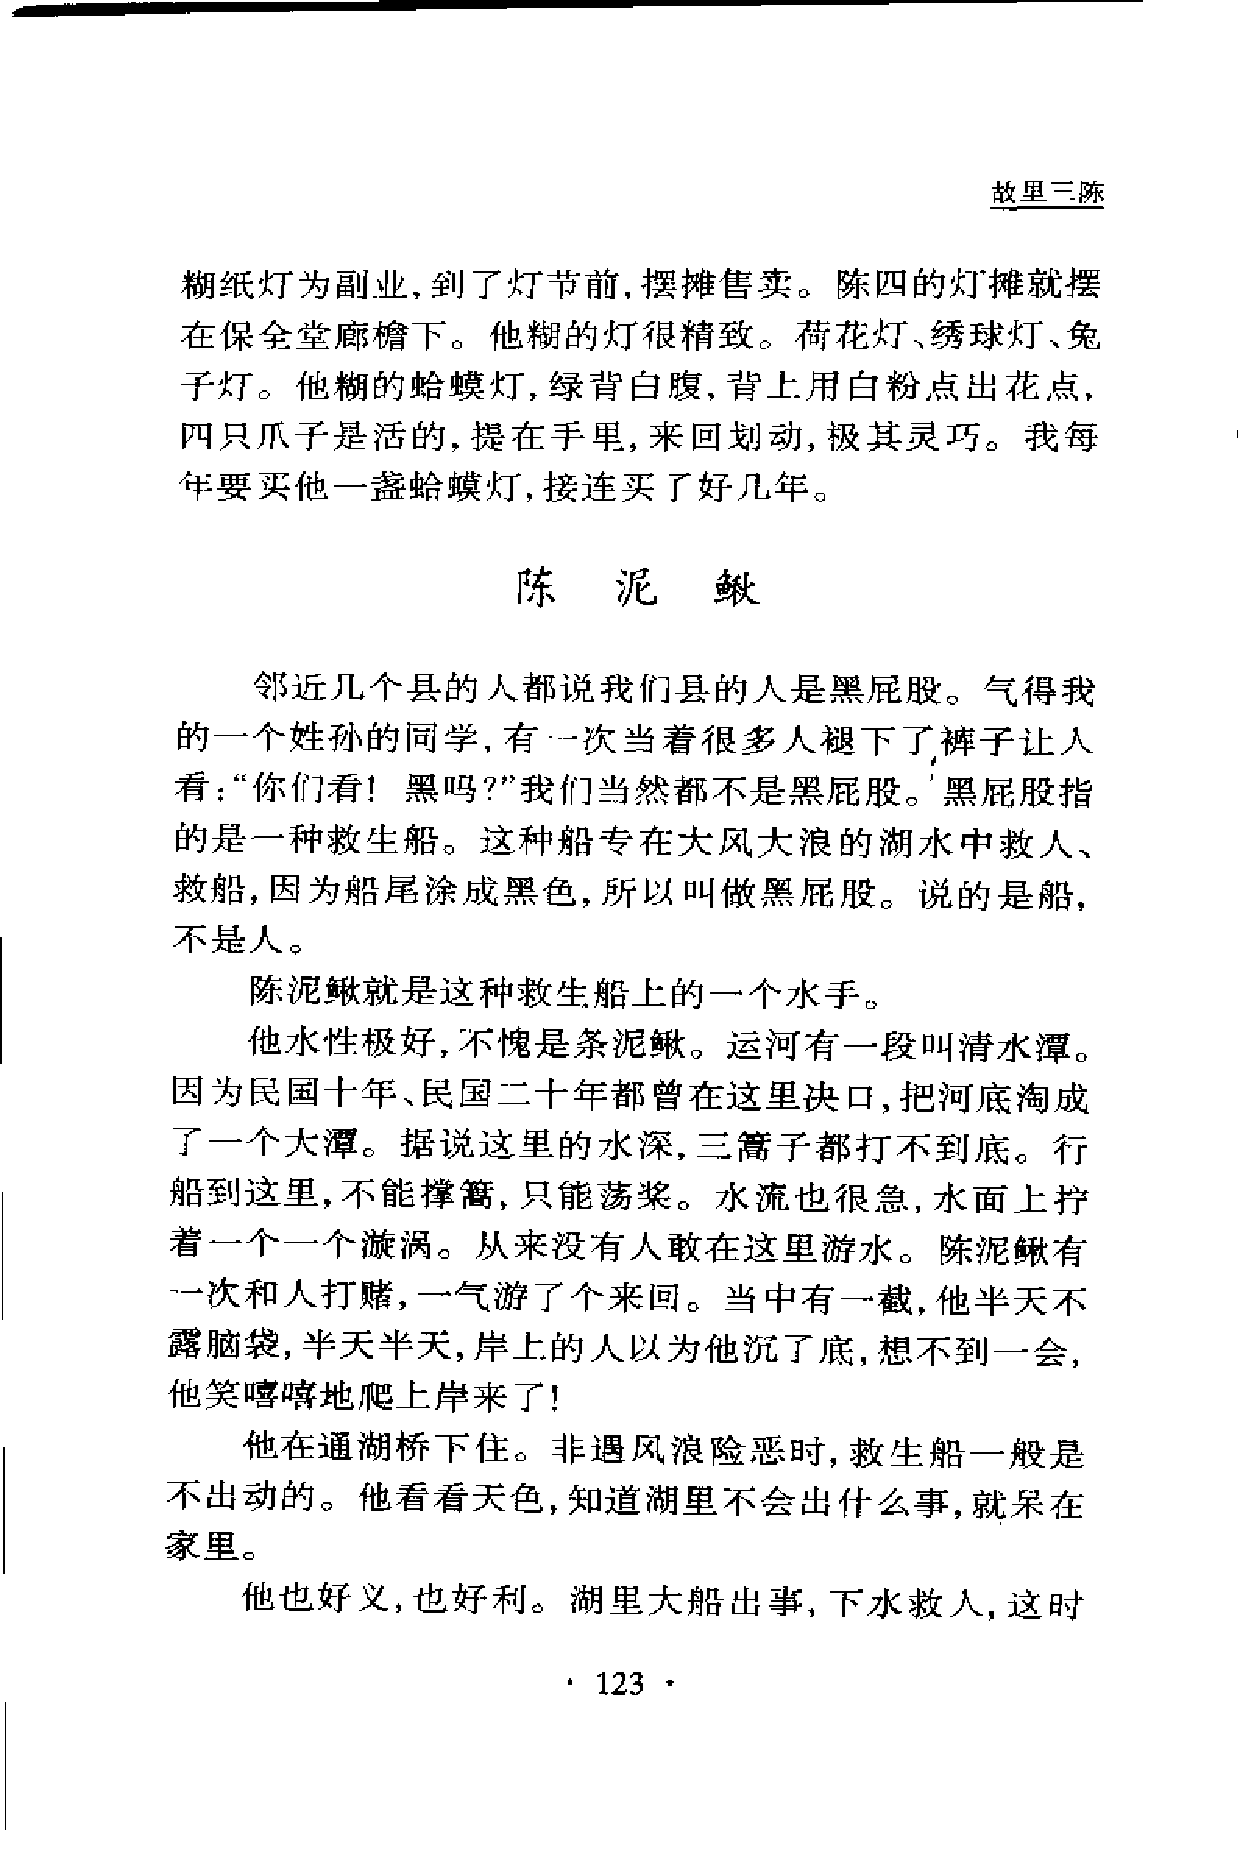 故里三陈
糊纸灯为副业,到了灯节前,摆摊售卖。陈四的灯摊就摆
在保全堂廊檐下。他糊的灯很精致。荷花灯、绣球灯、兔
子灯。他糊的蛤蟆灯,绿背白腹,背上用白粉点出花点,
四只爪子是活的,提在手里,来回划动,极其灵巧。我每
年要买他一盏蛤蟆灯,接连买了好几年。
陈 泥 鳅
邻近几个县的人都说我们县的人是黑屁股。气得我
的一个姓孙的同学,有一次当着很多人褪下了裤子让人
看:“你们看! 黑吗?”我们当然都不是黑屁股。黑屁股指
的是一种救生船。这种船专在大风大浪的湖水中救人、
救船,因为船尾涂成黑色,所以叫做黑屁股。说的是船,
不是人。
陈泥鳅就是这种救生船上的一个水手。
他水性极好,不愧是条泥鳅。运河有一段叫清水潭。
因为民国十年、民国二十年都曾在这里决口,把河底淘成
了一个大潭。据说这里的水深,三篙子都打不到底。行
船到这里,不能撑篙,只能荡桨。水流也很急,水面上拧
着一个一个漩涡。从来没有人敢在这里游水。陈泥鳅有
一次和人打赌,一气游了个来回。当中有一截,他半天不
露脑袋,半天半天,岸上的人以为他沉了底,想不到一会,
他笑嘻嘻地爬上岸来了!
他在通湖桥下住。非遇风浪险恶时,救生船一般是
不出动的。他看看天色,知道湖里不会出什么事,就呆在
家里。
他也好义,也好利。湖里大船出事,下水救人,这时
· 123 ·